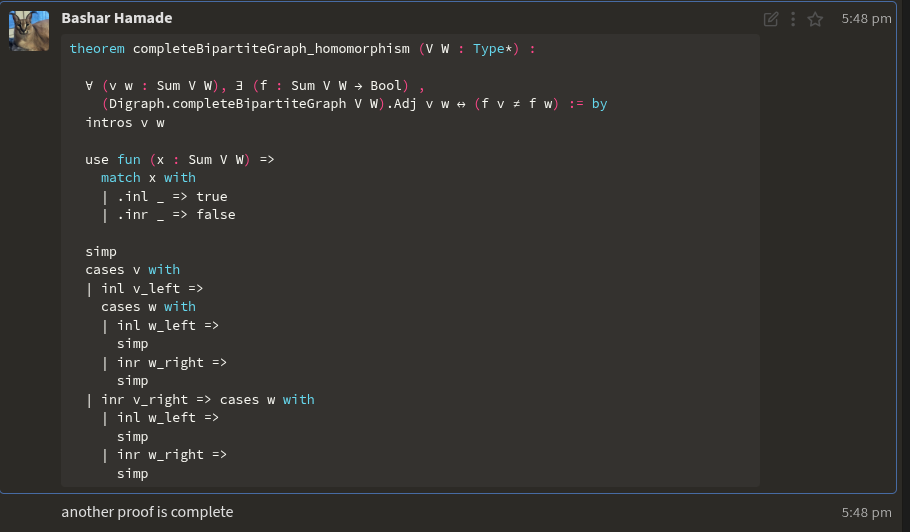 Bashar Hamade 5:48 pm
theorem completeBipartiteGraph_homomorphism (V W : Type*) :
∀ (v w : Sum V W), ∃ (f : Sum V W → Bool) ,
(Digraph.completeBipartiteGraph V W).Adj v w ↔ (f v ≠ f w) := by
intros v w
use fun (x : Sum V W) =>
match x with
| .inl _ => true
| .inr _ => false
simp
cases v with
| inl v_left =>
cases w with
| inl w_left =>
simp
| inr w_right =>
simp
| inr v_right => cases w with
| inl w_left =>
simp
| inr w_right =>
simp
another proof is complete 5:48 pm